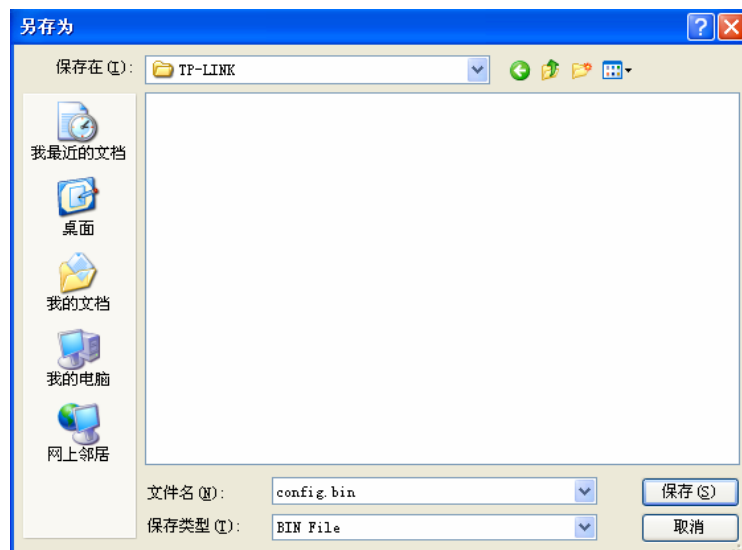 另存为
保存在(I): TP-LINK
我最近的文档
桌面
我的文档
我的电脑
网上邻居
文件名(N): config.bin 保存(S)
保存类型(T): BIN File 取消